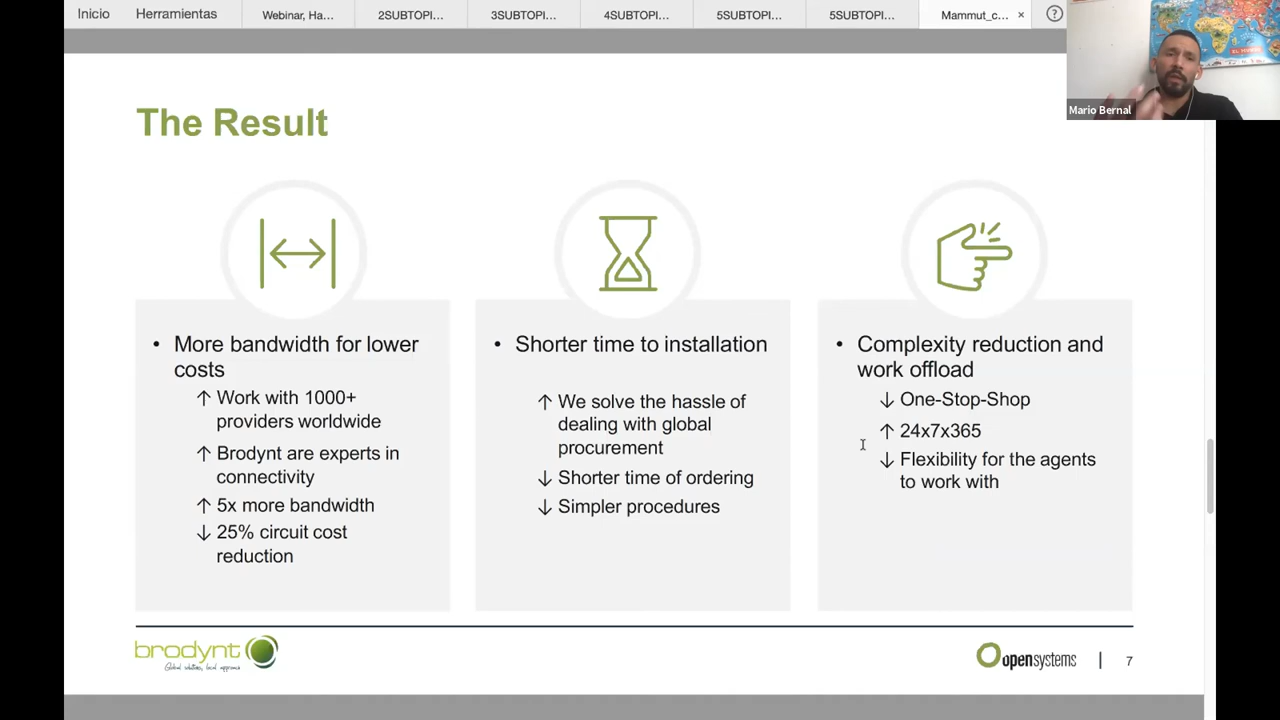 Inicio Herramientas Webinar, Ha... 2SUBTOPI... 3SUBTOPI... 4SUBTOPI... 5SUBTOPI... 5SUBTOPI... Mammut_c... × ?
Mario Bernal
The Result
• More bandwidth for lower
costs
↑ Work with 1000+
providers worldwide
↑ Brodynt are experts in
connectivity
↑ 5x more bandwidth
↓ 25% circuit cost
reduction
• Shorter time to installation
↑ We solve the hassle of
dealing with global
procurement
↓ Shorter time of ordering
↓ Simpler procedures
• Complexity reduction and
work offload
↓ One-Stop-Shop
↑ 24x7x365
↓ Flexibility for the agents
to work with
brodynt
Global solutions, local approach
open systems | 7